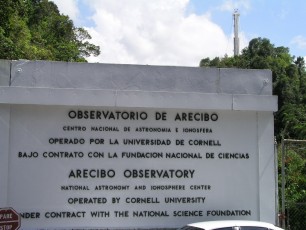 OBSERVATORIO DE ARECIBO
CENTRO NACIONAL DE ASTRONOMIA E IONOSFERA
OPERADO POR LA UNIVERSIDAD DE CORNELL
BAJO CONTRATO CON LA FUNDACION NACIONAL DE CIENCIAS
ARECIBO OBSERVATORY
NATIONAL ASTRONOMY AND IONOSPHERE CENTER
OPERATED BY CORNELL UNIVERSITY
UNDER CONTRACT WITH THE NATIONAL SCIENCE FOUNDATION
PARE